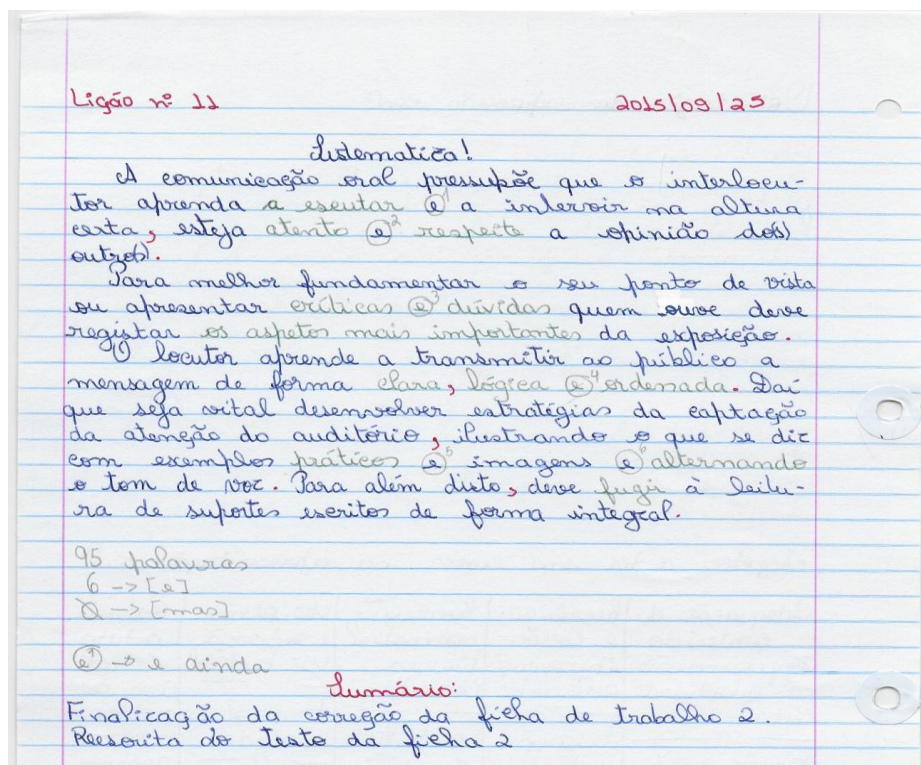 Lição nº 11 2015/09/25
Sistematiza!
A comunicação oral pressupõe que o interlocu-
tor aprenda a escutar e¹ a intervir na altura
certa, esteja atento e² respeite a opinião do(s)
outro(s).
Para melhor fundamentar o seu ponto de vista
ou apresentar críticas e³ dúvidas quem ouve deve
registar os aspetos mais importantes da exposição.
O locutor aprende a transmitir ao público a
mensagem de forma clara, lógica e⁴ ordenada. Daí
que seja vital desenvolver estratégias da captação
da atenção do auditório, ilustrando o que se diz
com exemplos práticos e⁵ imagens e⁶ alternando
o tom de voz. Para além disto, deve fugir à leitu-
ra de suportes escritos de forma integral.
95 palavras
6 -> [e]
0 -> [mas]
e¹ -> e ainda
Sumário:
Finalização da correção da ficha de trabalho 2.
Reescrita do texto da ficha 2